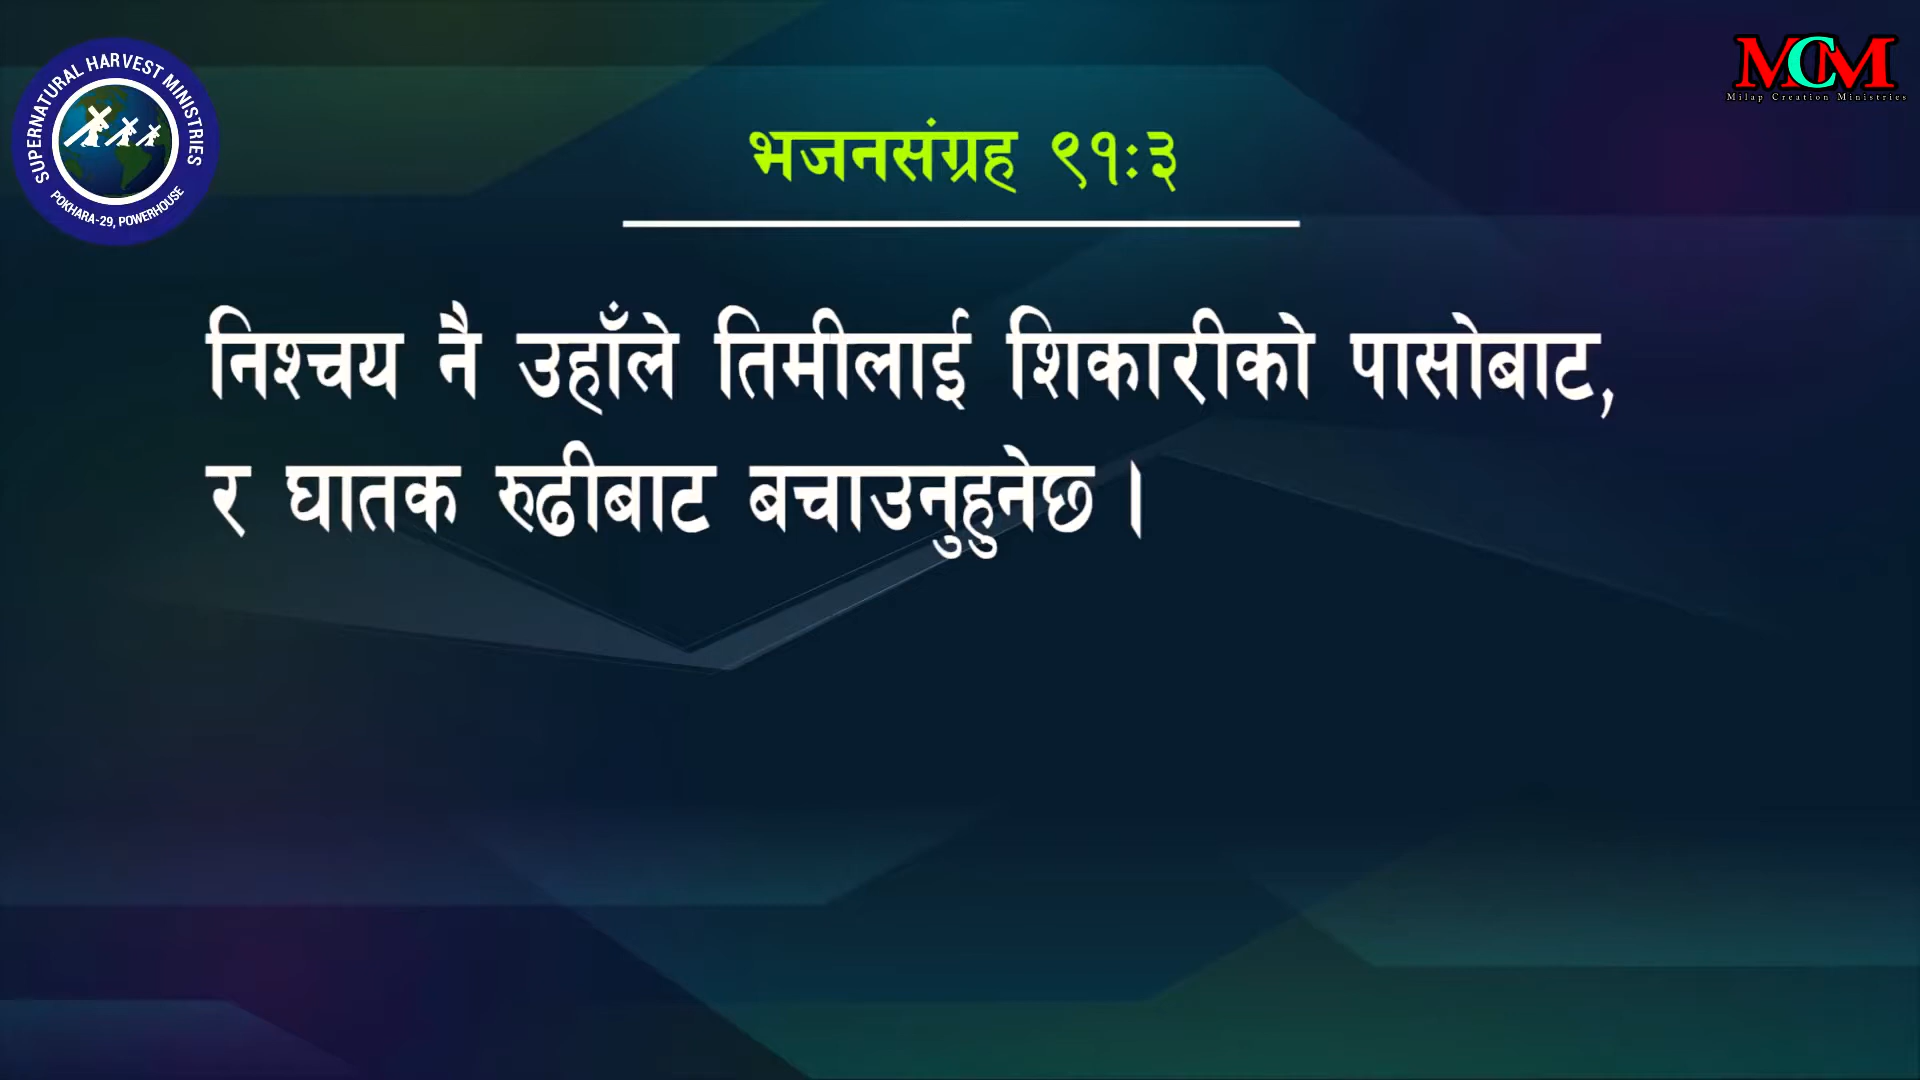 SUPERNATURAL HARVEST MINISTRIES
POKHARA-29, POWERHOUSE
MCM
Milap Creation Ministries
भजनसंग्रह ९१ः३
निश्चय नै उहाँले तिमीलाई शिकारीको पासोबाट,
र घातक रुढीबाट बचाउनुहुनेछ ।